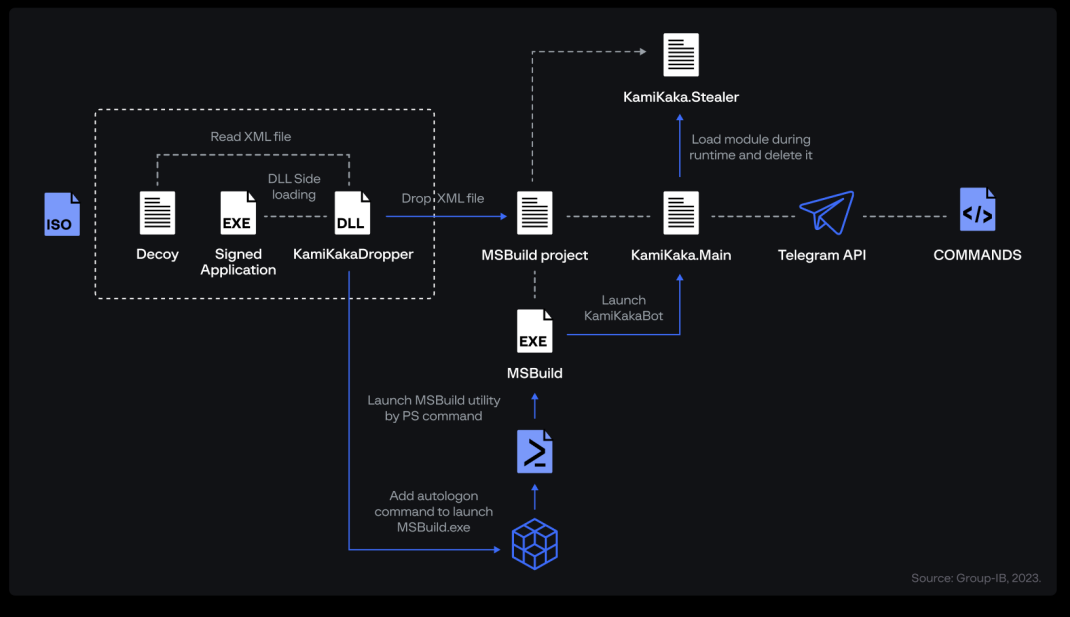 KamiKaka.Stealer
Read XML file
Load module during
runtime and delete it
DLL Side
loading
Drop XML file
ISO
EXE
DLL
Decoy
Signed
Application
KamiKakaDropper
MSBuild project
KamiKaka.Main
Telegram API
</>
COMMANDS
Launch
KamiKakaBot
EXE
MSBuild
Launch MSBuild utility
by PS command
Add autologon
command to launch
MSBuild.exe
Source: Group-IB, 2023.